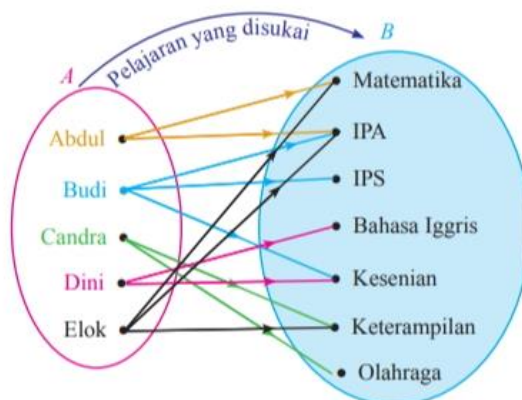 Pelajaran yang disukai
A
B
Abdul
Budi
Candra
Dini
Elok
Matematika
IPA
IPS
Bahasa Iggris
Kesenian
Keterampilan
Olahraga